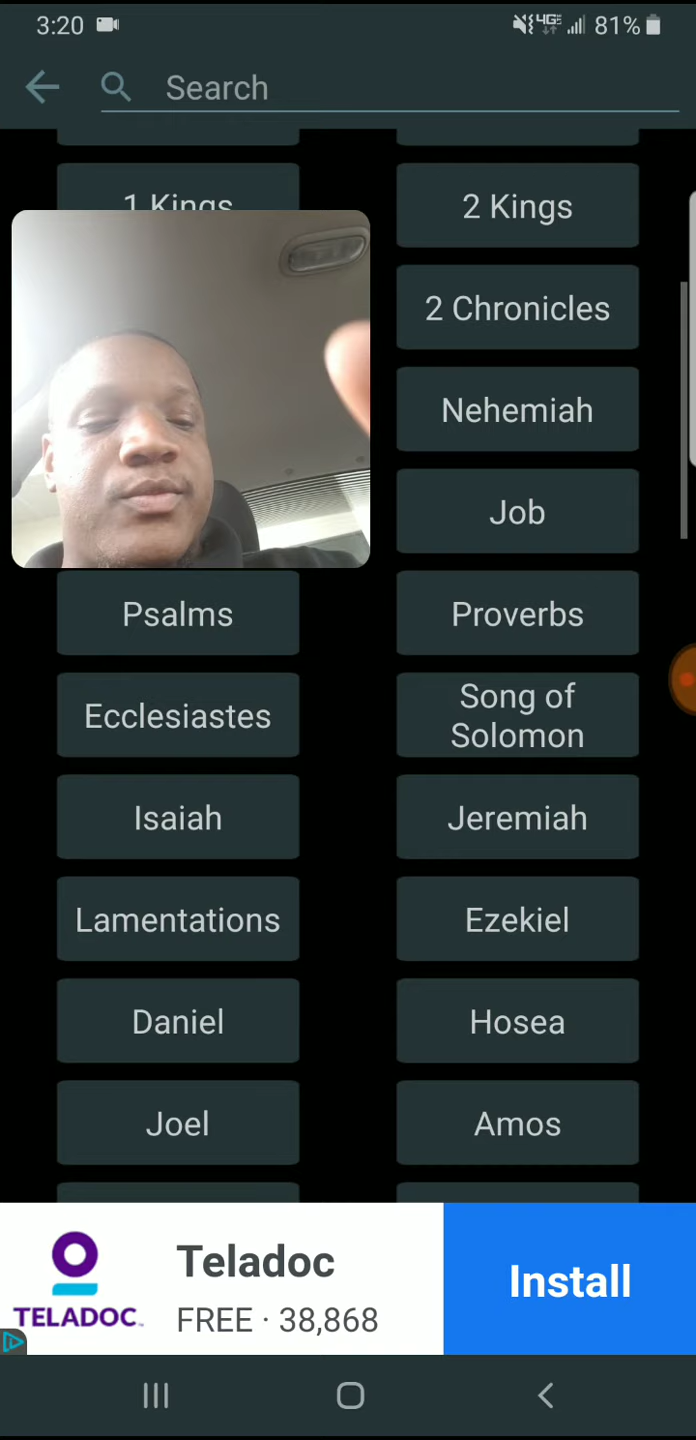 3:20 4GE 81%
Search
1 Kings
2 Kings
2 Chronicles
Nehemiah
Job
Psalms
Proverbs
Ecclesiastes
Song of
Solomon
Isaiah
Jeremiah
Lamentations
Ezekiel
Daniel
Hosea
Joel
Amos
TELADOC
Teladoc
FREE · 38,868
Install